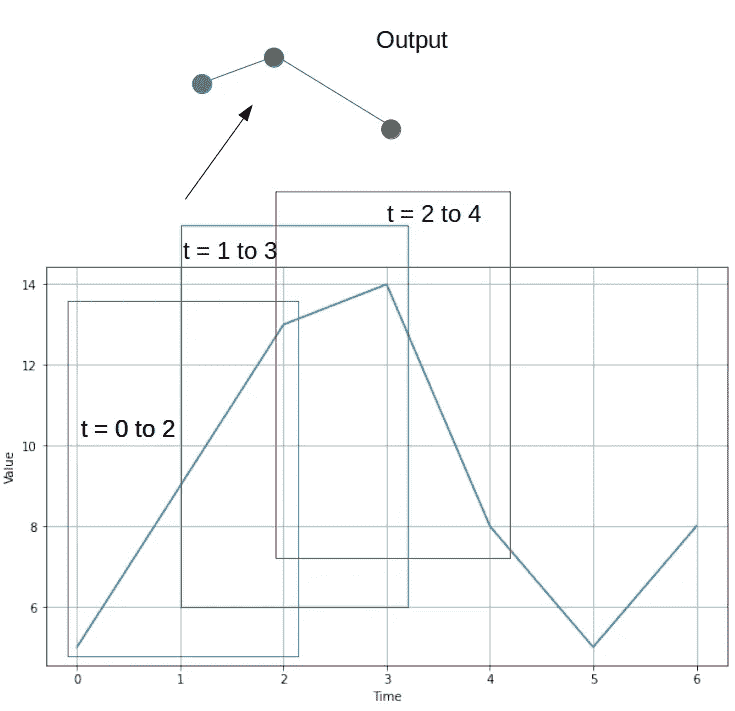 Output
t = 2 to 4
t = 1 to 3
t = 0 to 2
14
12
10
8
6
Value
0 1 2 3 4 5 6
Time